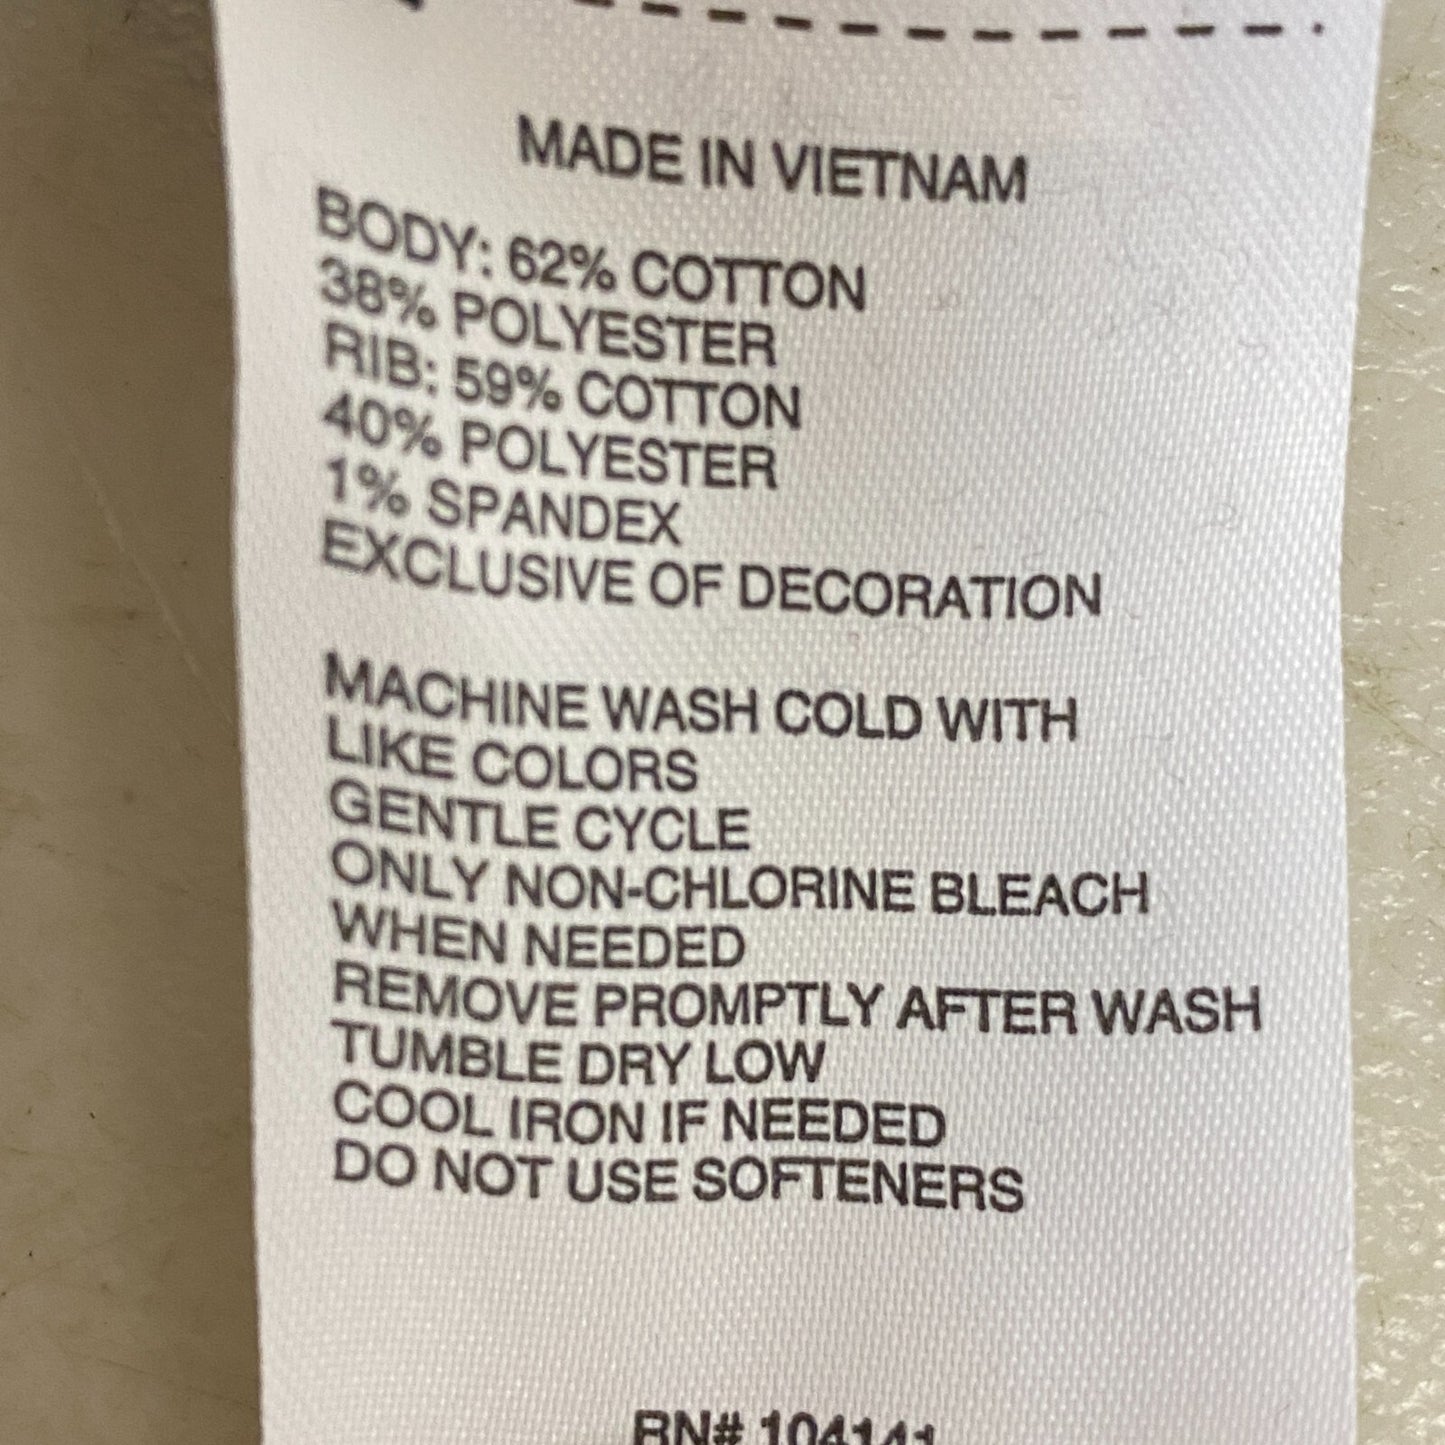 MADE IN VIETNAM
BODY: 62% COTTON
38% POLYESTER
RIB: 59% COTTON
40% POLYESTER
1% SPANDEX
EXCLUSIVE OF DECORATION
MACHINE WASH COLD WITH
LIKE COLORS
GENTLE CYCLE
ONLY NON-CHLORINE BLEACH
WHEN NEEDED
REMOVE PROMPTLY AFTER WASH
TUMBLE DRY LOW
COOL IRON IF NEEDED
DO NOT USE SOFTENERS
RN# 104141